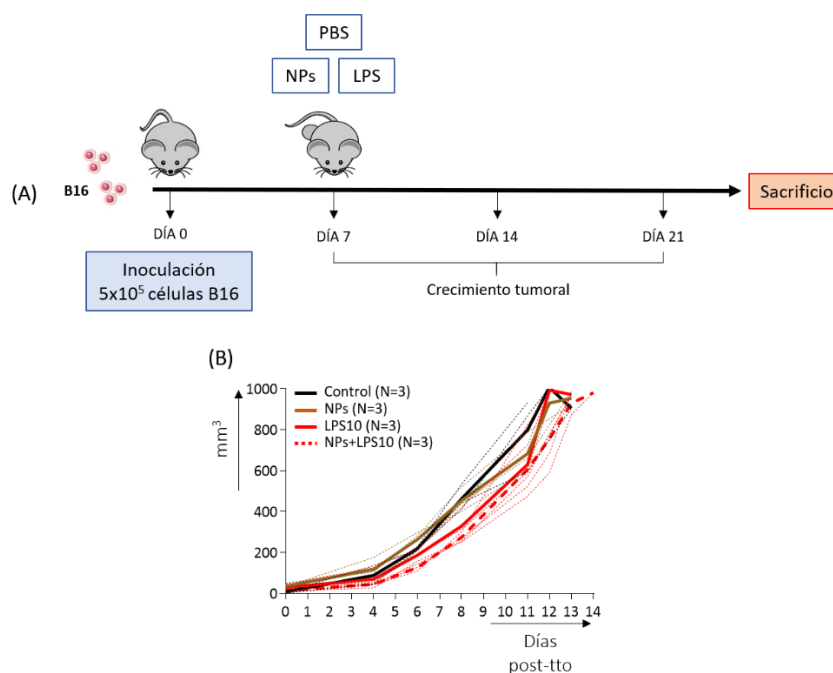 PBS
NPs LPS
(A) B16 Sacrificio
DÍA 0 DÍA 7 DÍA 14 DÍA 21
Inoculación
5x10⁵ células B16
Crecimiento tumoral
(B)
mm³
1000
800
600
400
200
0
Control (N=3)
NPs (N=3)
LPS10 (N=3)
NPs+LPS10 (N=3)
0 1 2 3 4 5 6 7 8 9 10 11 12 13 14
Días
post-tto